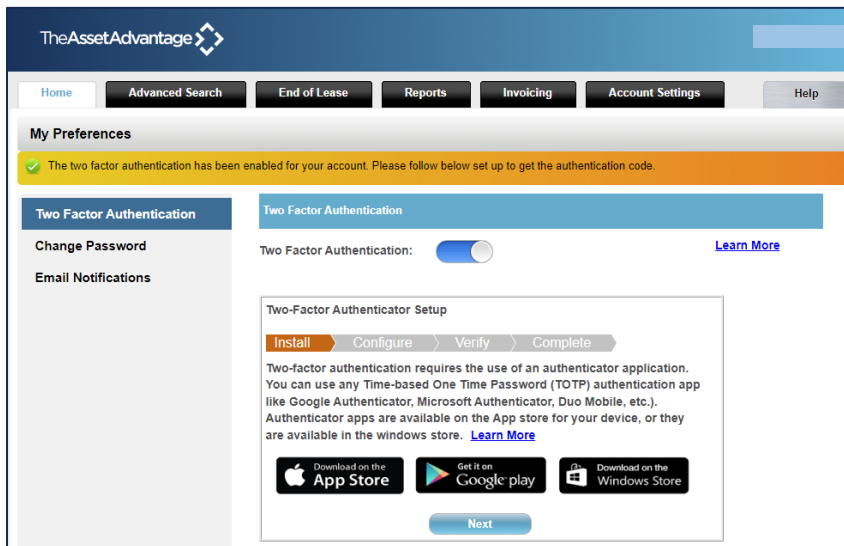 TheAssetAdvantage
Home Advanced Search End of Lease Reports Invoicing Account Settings Help
My Preferences
The two factor authentication has been enabled for your account. Please follow below set up to get the authentication code.
Two Factor Authentication
Change Password
Email Notifications
Two Factor Authentication
Two Factor Authentication:
Learn More
Two-Factor Authenticator Setup
Install Configure Verify Complete
Two-factor authentication requires the use of an authenticator application.
You can use any Time-based One Time Password (TOTP) authentication app
like Google Authenticator, Microsoft Authenticator, Duo Mobile, etc.).
Authenticator apps are available on the App store for your device, or they
are available in the windows store. Learn More
Download on the
App Store
Get it on
Google play
Download on the
Windows Store
Next